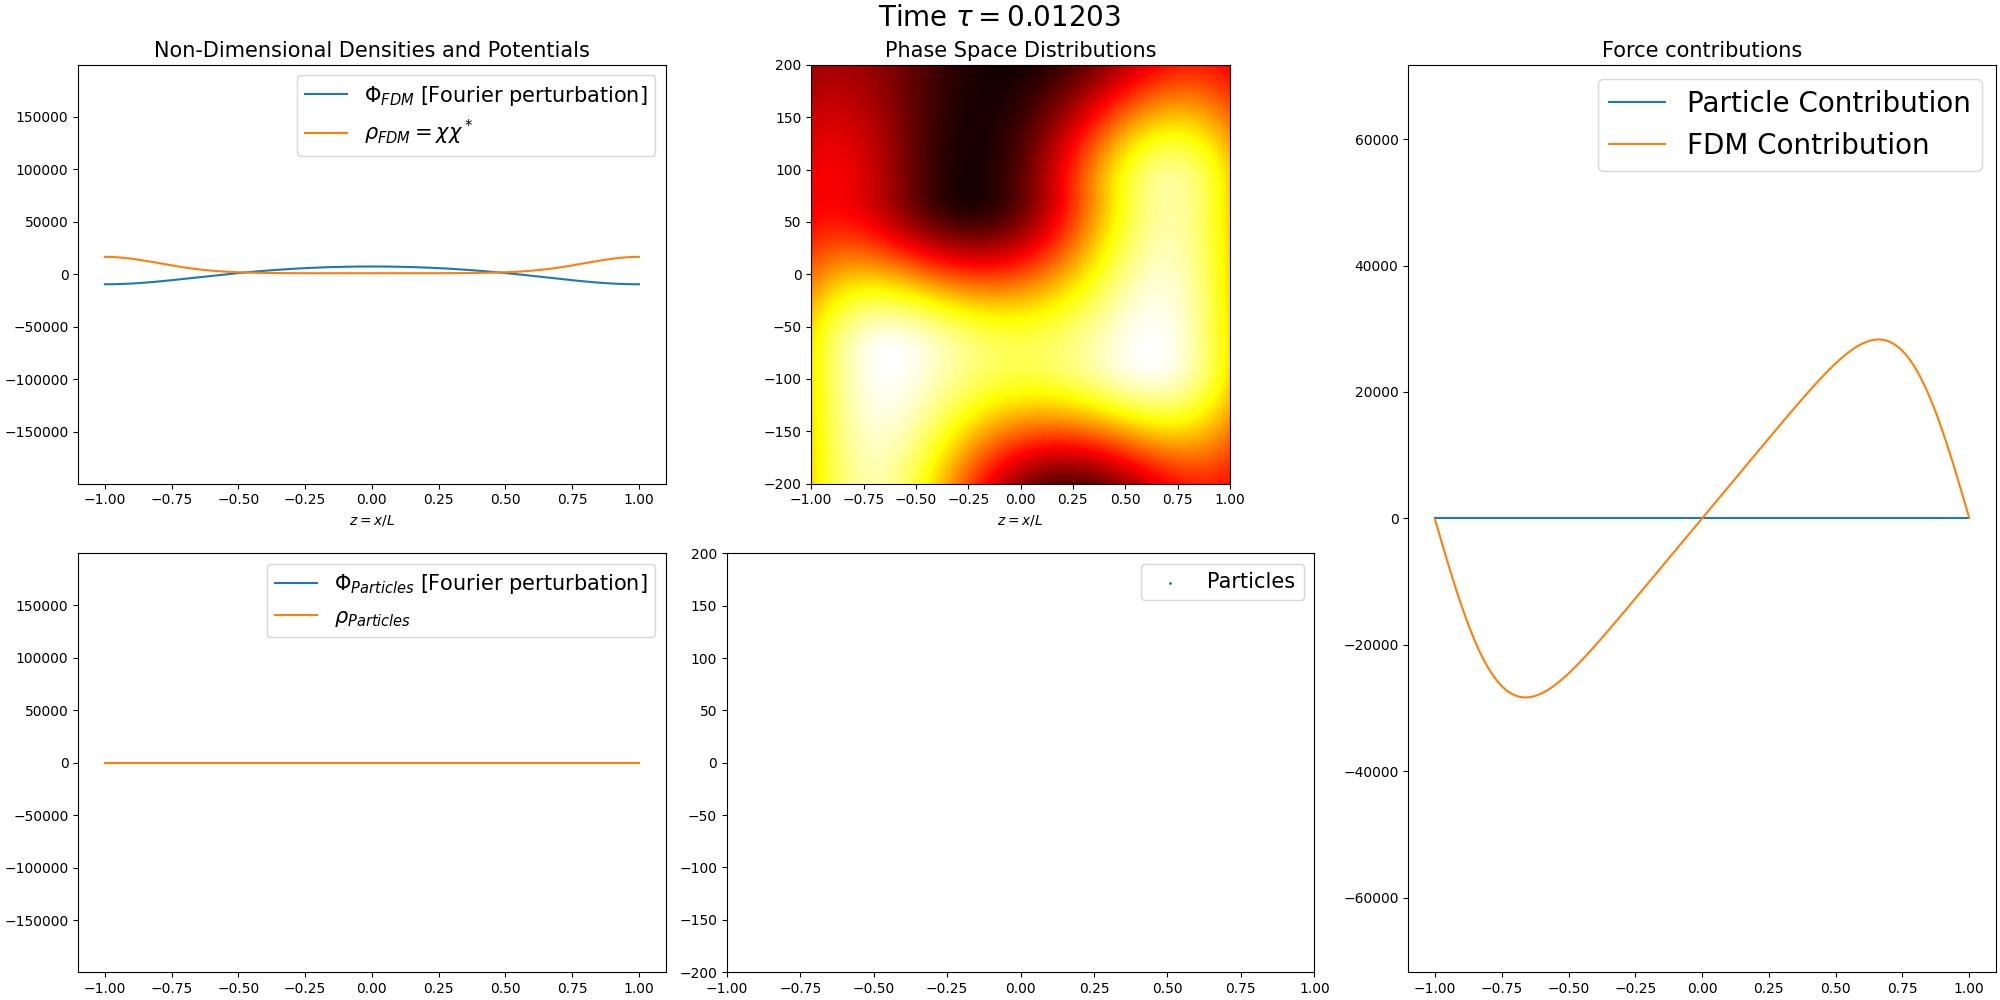 Time τ = 0.01203
Non-Dimensional Densities and Potentials
Φ_FDM [Fourier perturbation]
ρ_FDM = χχ*
150000
100000
50000
0
−50000
−100000
−150000
−1.00 −0.75 −0.50 −0.25 0.00 0.25 0.50 0.75 1.00
z = x/L
Phase Space Distributions
200
150
100
50
0
−50
−100
−150
−200
−1.00 −0.75 −0.50 −0.25 0.00 0.25 0.50 0.75 1.00
z = x/L
Φ_Particles [Fourier perturbation]
ρ_Particles
150000
100000
50000
0
−50000
−100000
−150000
−1.00 −0.75 −0.50 −0.25 0.00 0.25 0.50 0.75 1.00
Particles
200
150
100
50
0
−50
−100
−150
−200
−1.00 −0.75 −0.50 −0.25 0.00 0.25 0.50 0.75 1.00
Force contributions
Particle Contribution
FDM Contribution
60000
40000
20000
0
−20000
−40000
−60000
−1.00 −0.75 −0.50 −0.25 0.00 0.25 0.50 0.75 1.00